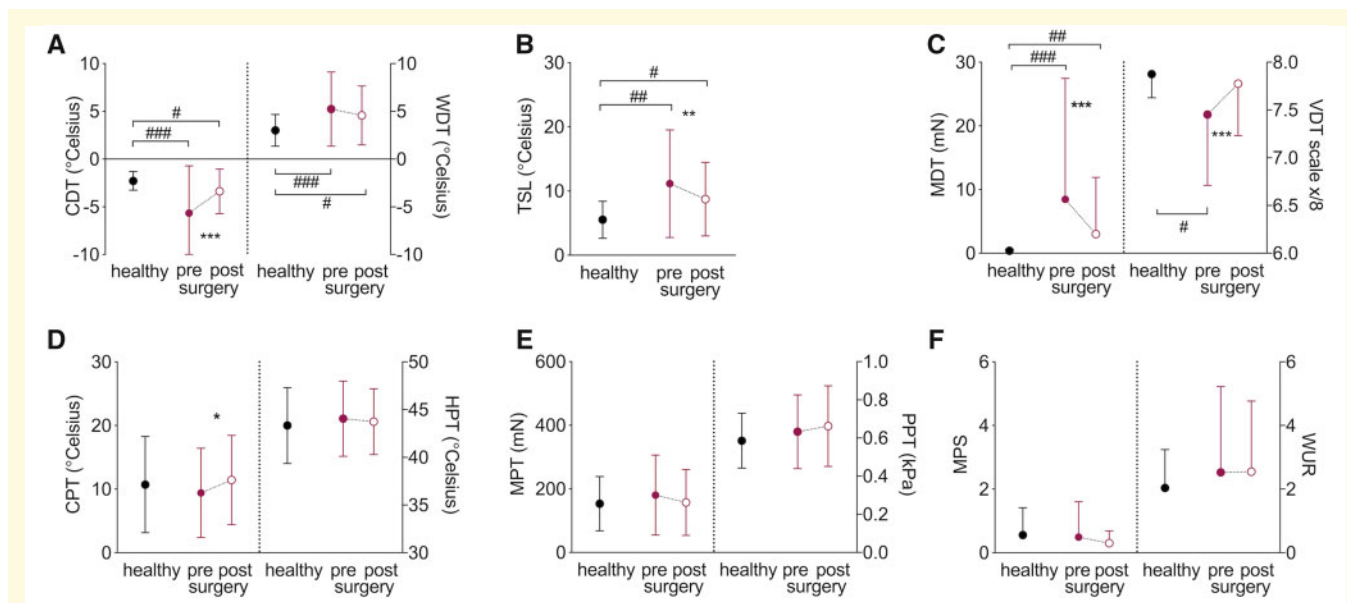 A
10
5
0
-5
-10
CDT (°Celsius)
#
###
***
###
#
10
5
0
-5
-10
WDT (°Celsius)
healthy pre post
surgery
healthy pre post
surgery
B
30
20
10
0
TSL (°Celsius)
#
##
**
healthy pre post
surgery
C
30
20
10
0
MDT (mN)
##
###
***
***
#
8.0
7.5
7.0
6.5
6.0
VDT scale x/8
healthy pre post
surgery
healthy pre post
surgery
D
30
20
10
0
CPT (°Celsius)
*
50
45
40
35
30
HPT (°Celsius)
healthy pre post
surgery
healthy pre post
surgery
E
600
400
200
0
MPT (mN)
1.0
0.8
0.6
0.4
0.2
0.0
PPT (kPa)
healthy pre post
surgery
healthy pre post
surgery
F
6
4
2
0
MPS
6
4
2
0
WUR
healthy pre post
surgery
healthy pre post
surgery